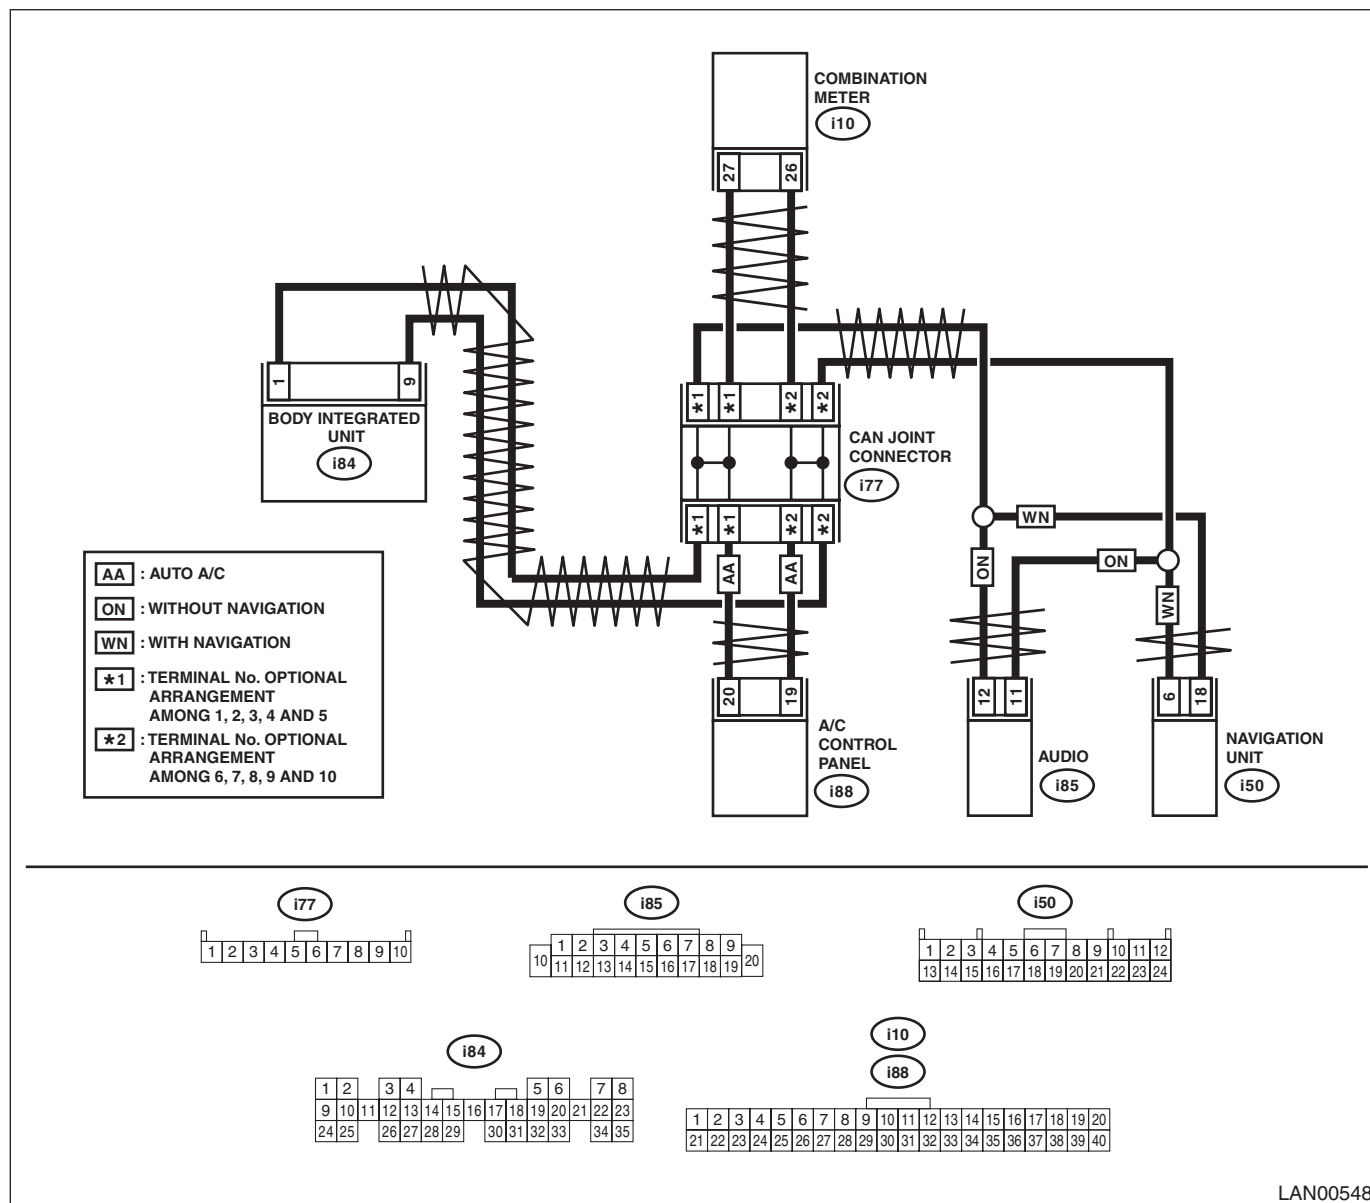 COMBINATION
METER
i10
27 26
1 9
BODY INTEGRATED
UNIT
i84
*1 *1 *2 *2
CAN JOINT
CONNECTOR
i77
*1 *1 *2 *2
AA AA
WN
ON
ON
WN
AA : AUTO A/C
ON : WITHOUT NAVIGATION
WN : WITH NAVIGATION
*1 : TERMINAL No. OPTIONAL
ARRANGEMENT
AMONG 1, 2, 3, 4 AND 5
*2 : TERMINAL No. OPTIONAL
ARRANGEMENT
AMONG 6, 7, 8, 9 AND 10
20 19
A/C
CONTROL
PANEL
i88
12 11
AUDIO
i85
6 18
NAVIGATION
UNIT
i50
i77
1 2 3 4 5 6 7 8 9 10
i85
1 2 3 4 5 6 7 8 9
10 11 12 13 14 15 16 17 18 19 20
i50
1 2 3 4 5 6 7 8 9 10 11 12
13 14 15 16 17 18 19 20 21 22 23 24
i84
1 2 3 4 5 6 7 8
9 10 11 12 13 14 15 16 17 18 19 20 21 22 23
24 25 26 27 28 29 30 31 32 33 34 35
i10
i88
1 2 3 4 5 6 7 8 9 10 11 12 13 14 15 16 17 18 19 20
21 22 23 24 25 26 27 28 29 30 31 32 33 34 35 36 37 38 39 40
LAN00548